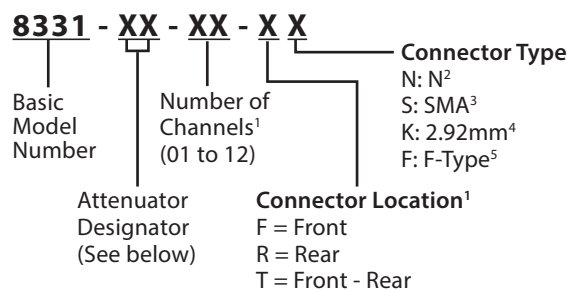 8331 - XX - XX - X X
Basic
Model
Number
Number of
Channels¹
(01 to 12)
Connector Type
N: N²
S: SMA³
K: 2.92mm⁴
F: F-Type⁵
Attenuator
Designator
(See below)
Connector Location¹
F = Front
R = Rear
T = Front - Rear